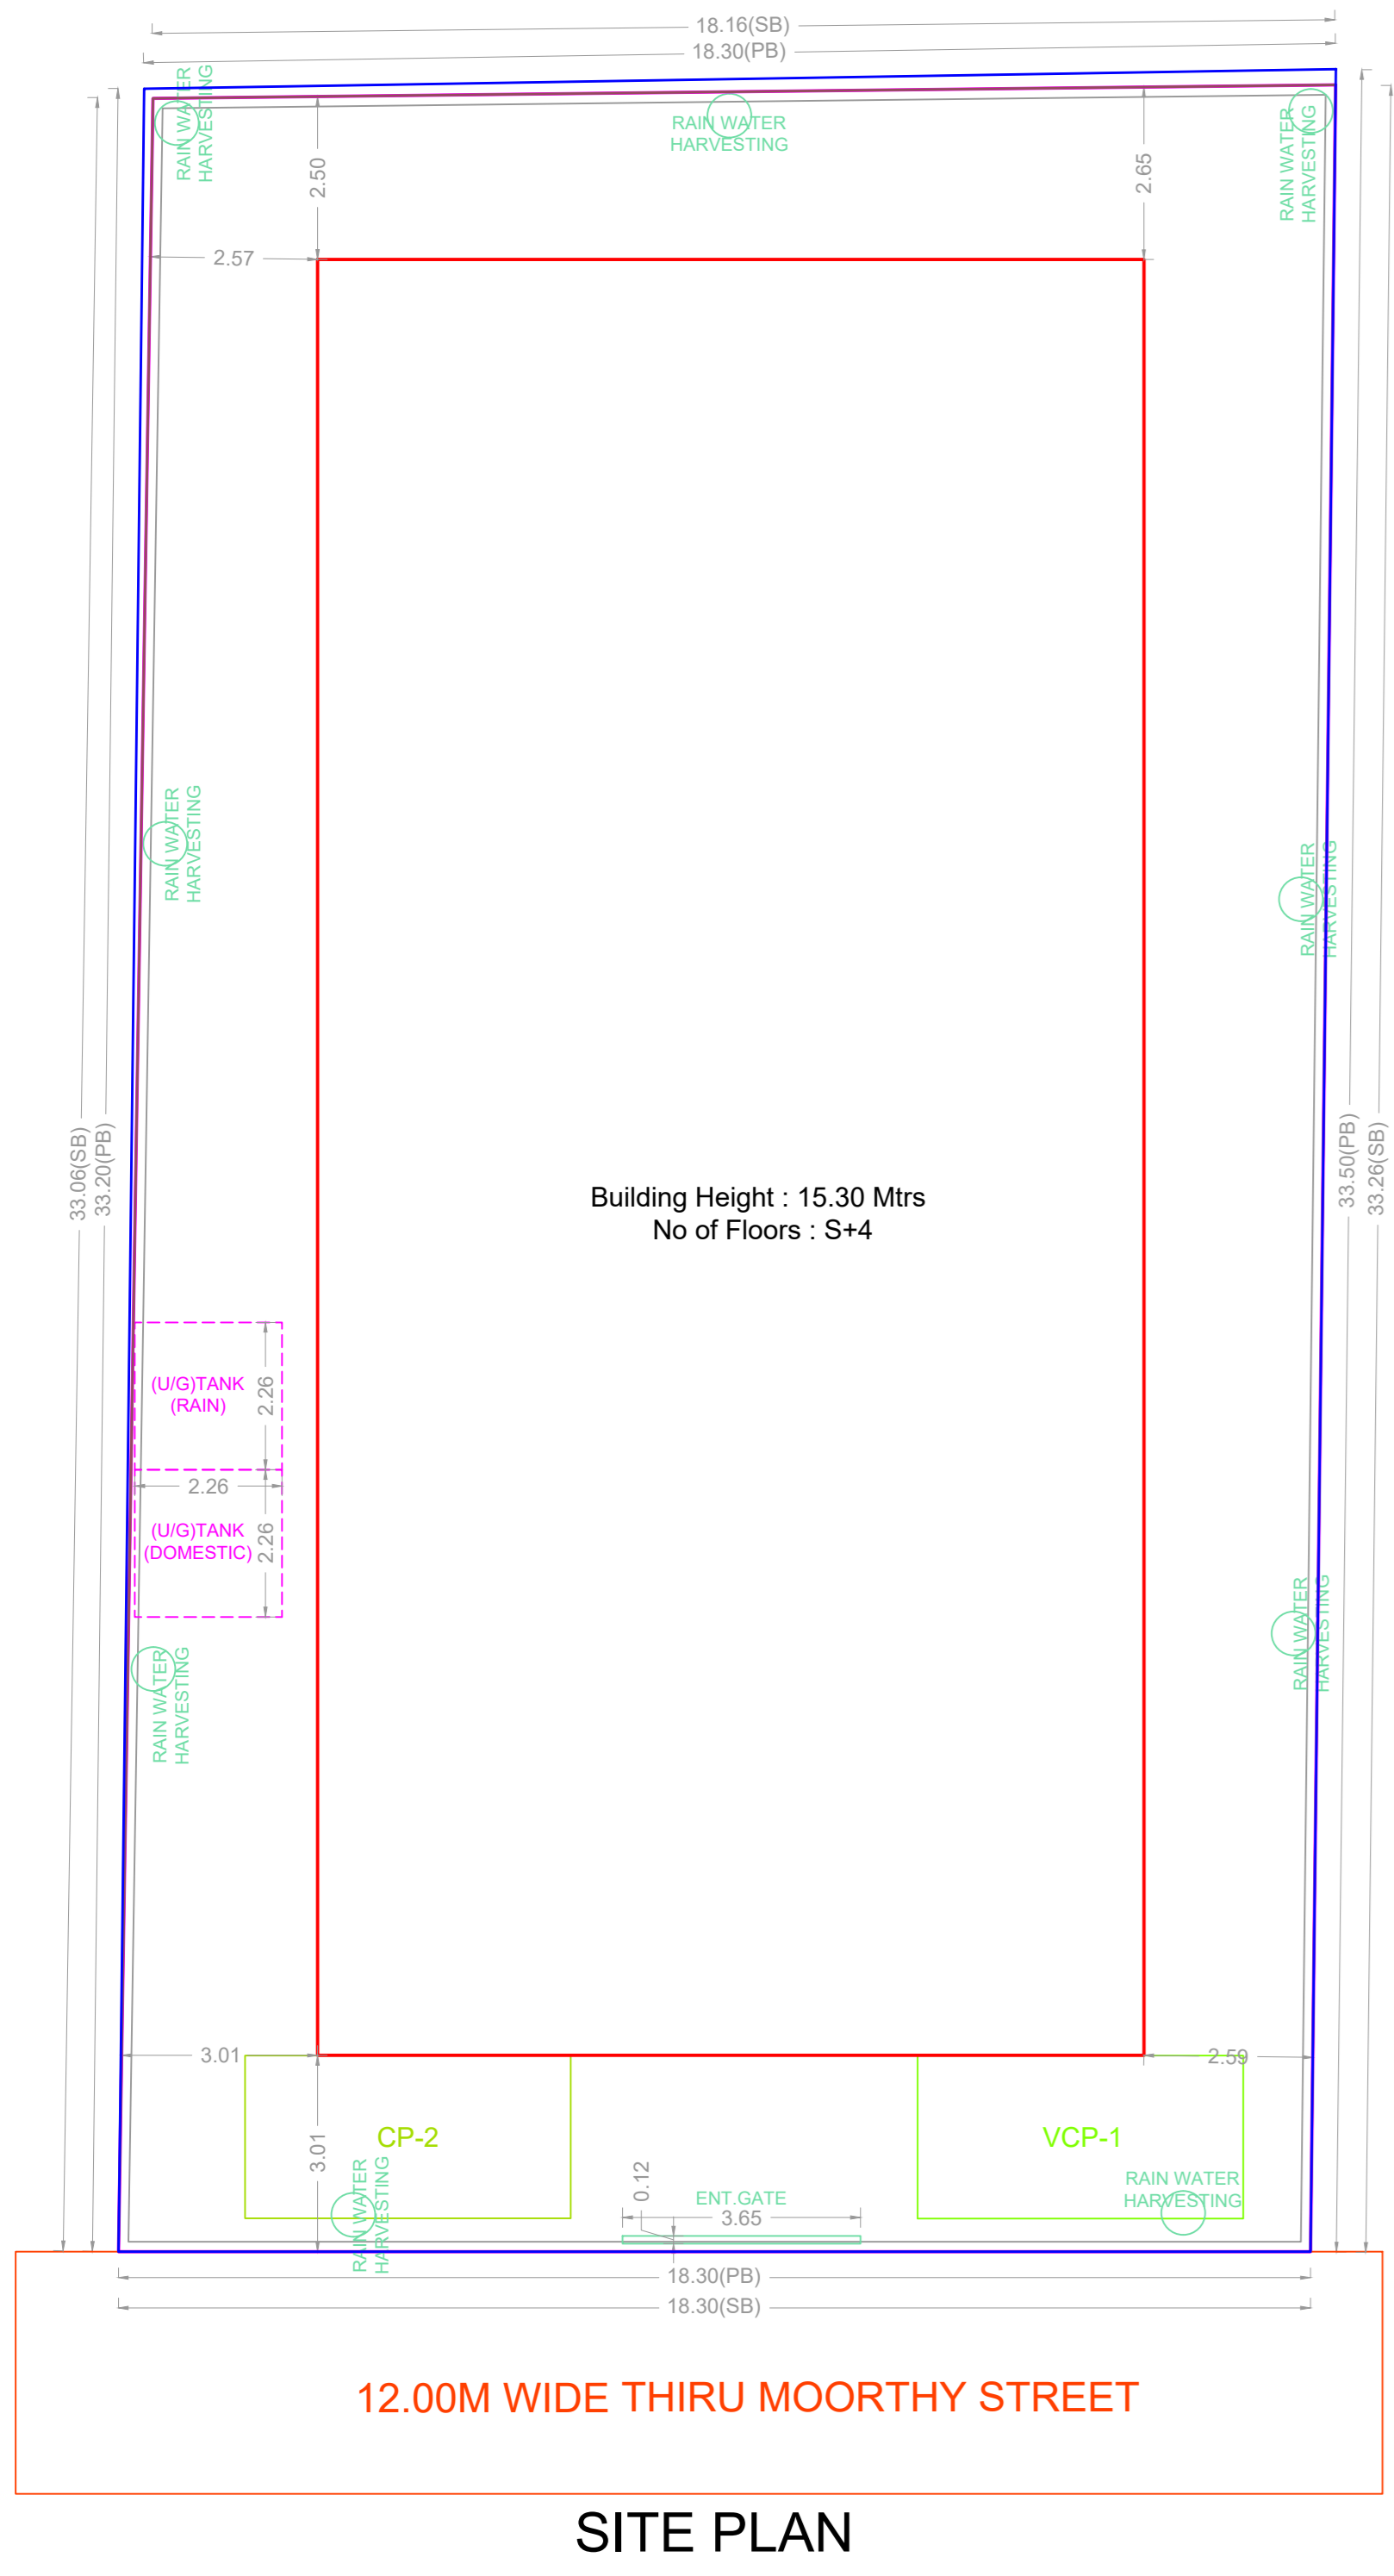 18.16(SB)
18.30(PB)
RAIN WATER
HARVESTING
RAIN WATER
HARVESTING
RAIN WATER
HARVESTING
2.50
2.65
2.57
RAIN WATER
HARVESTING
RAIN WATER
HARVESTING
33.06(SB)
33.20(PB)
33.50(PB)
33.26(SB)
Building Height : 15.30 Mtrs
No of Floors : S+4
(U/G)TANK
(RAIN)
2.26
2.26
(U/G)TANK
(DOMESTIC)
2.26
RAIN WATER
HARVESTING
RAIN WATER
HARVESTING
3.01
2.59
CP-2
3.01
VCP-1
RAIN WATER
HARVESTING
0.12
ENT.GATE
3.65
RAIN WATER
HARVESTING
18.30(PB)
18.30(SB)
12.00M WIDE THIRU MOORTHY STREET
SITE PLAN